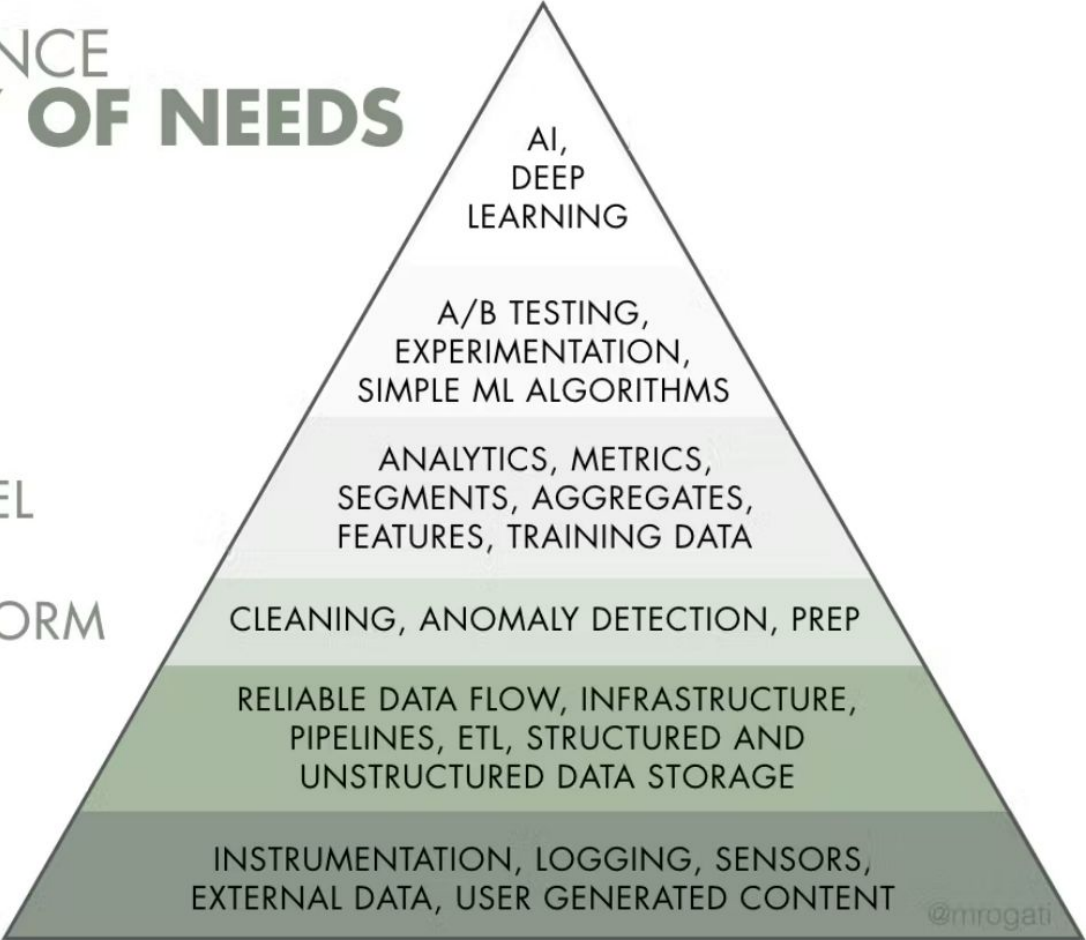 NCE
OF NEEDS
AI,
DEEP
LEARNING
A/B TESTING,
EXPERIMENTATION,
SIMPLE ML ALGORITHMS
ANALYTICS, METRICS,
SEGMENTS, AGGREGATES,
FEATURES, TRAINING DATA
EL
CLEANING, ANOMALY DETECTION, PREP
ORM
RELIABLE DATA FLOW, INFRASTRUCTURE,
PIPELINES, ETL, STRUCTURED AND
UNSTRUCTURED DATA STORAGE
INSTRUMENTATION, LOGGING, SENSORS,
EXTERNAL DATA, USER GENERATED CONTENT
@mrogati